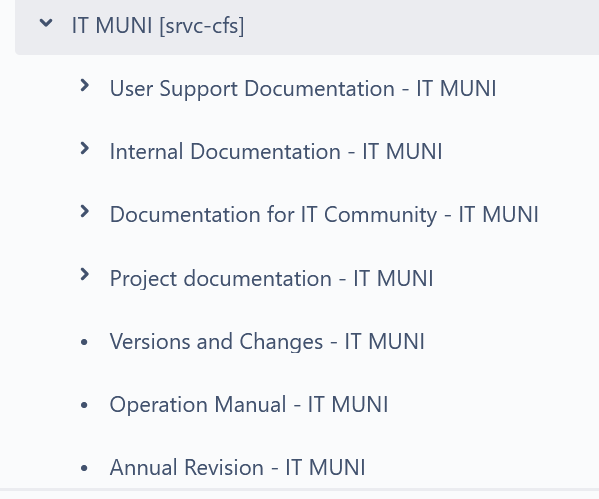 IT MUNI [srvc-cfs]
User Support Documentation - IT MUNI
Internal Documentation - IT MUNI
Documentation for IT Community - IT MUNI
Project documentation - IT MUNI
Versions and Changes - IT MUNI
Operation Manual - IT MUNI
Annual Revision - IT MUNI